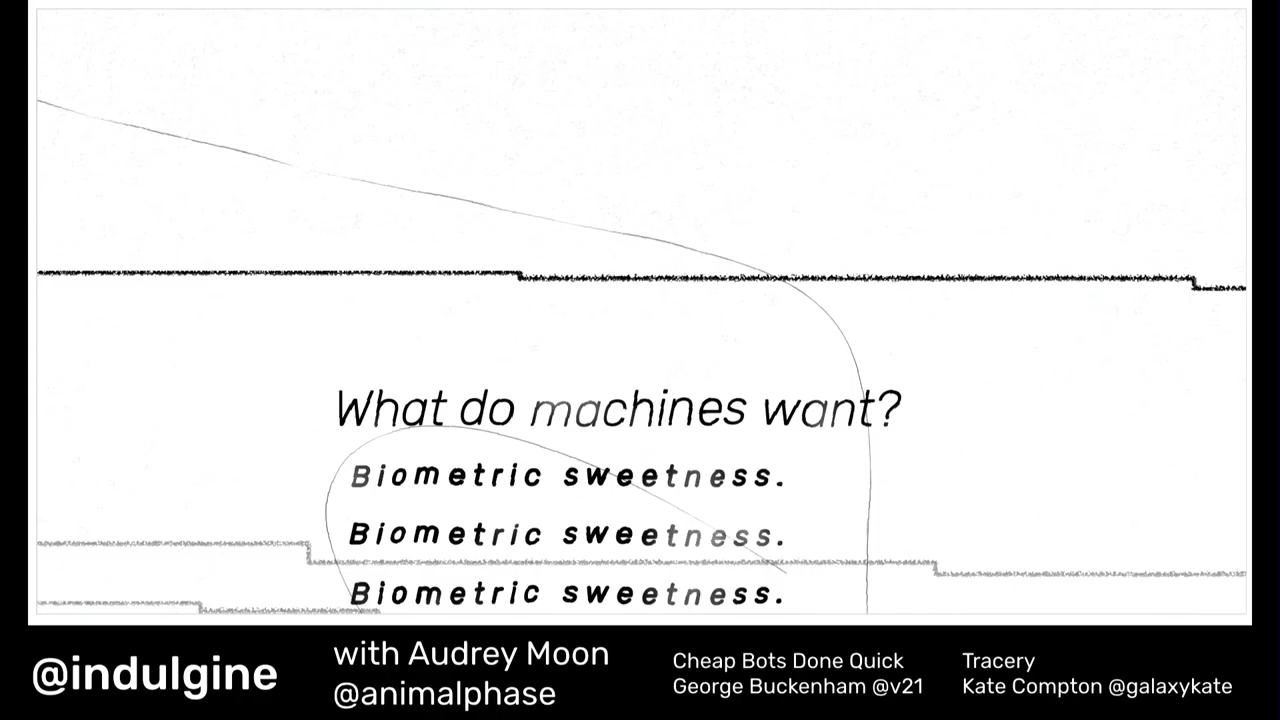 What do machines want?
Biometric sweetness.
Biometric sweetness.
Biometric sweetness.
@indulgine
with Audrey Moon
@animalphase
Cheap Bots Done Quick
George Buckenham @v21
Tracery
Kate Compton @galaxykate